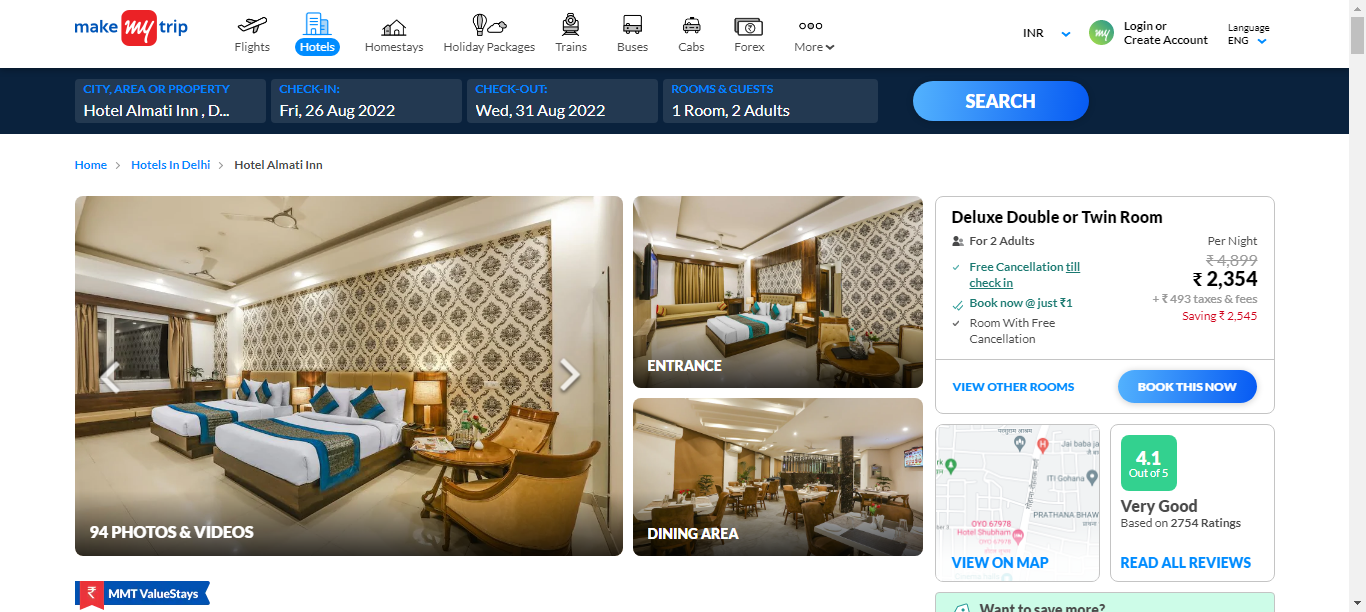 make my trip
Flights
Hotels
Homestays
Holiday Packages
Trains
Buses
Cabs
Forex
More
INR
my
Login or
Create Account
Language
ENG
CITY, AREA OR PROPERTY
Hotel Almati Inn , D...
CHECK-IN:
Fri, 26 Aug 2022
CHECK-OUT:
Wed, 31 Aug 2022
ROOMS & GUESTS
1 Room, 2 Adults
SEARCH
Home > Hotels In Delhi > Hotel Almati Inn
94 PHOTOS & VIDEOS
ENTRANCE
DINING AREA
Deluxe Double or Twin Room
For 2 Adults
Per Night
Free Cancellation till
check in
₹ 4,899
₹ 2,354
Book now @ just ₹1
+ ₹ 493 taxes & fees
Room With Free
Cancellation
Saving ₹ 2,545
VIEW OTHER ROOMS
BOOK THIS NOW
Jai baba ja
ITI Gohana
PRATHANA BHAW
OYO 67978
Hotel Shubham
VIEW ON MAP
4.1
Out of 5
Very Good
Based on 2754 Ratings
READ ALL REVIEWS
₹ MMT ValueStays
Want to save more?